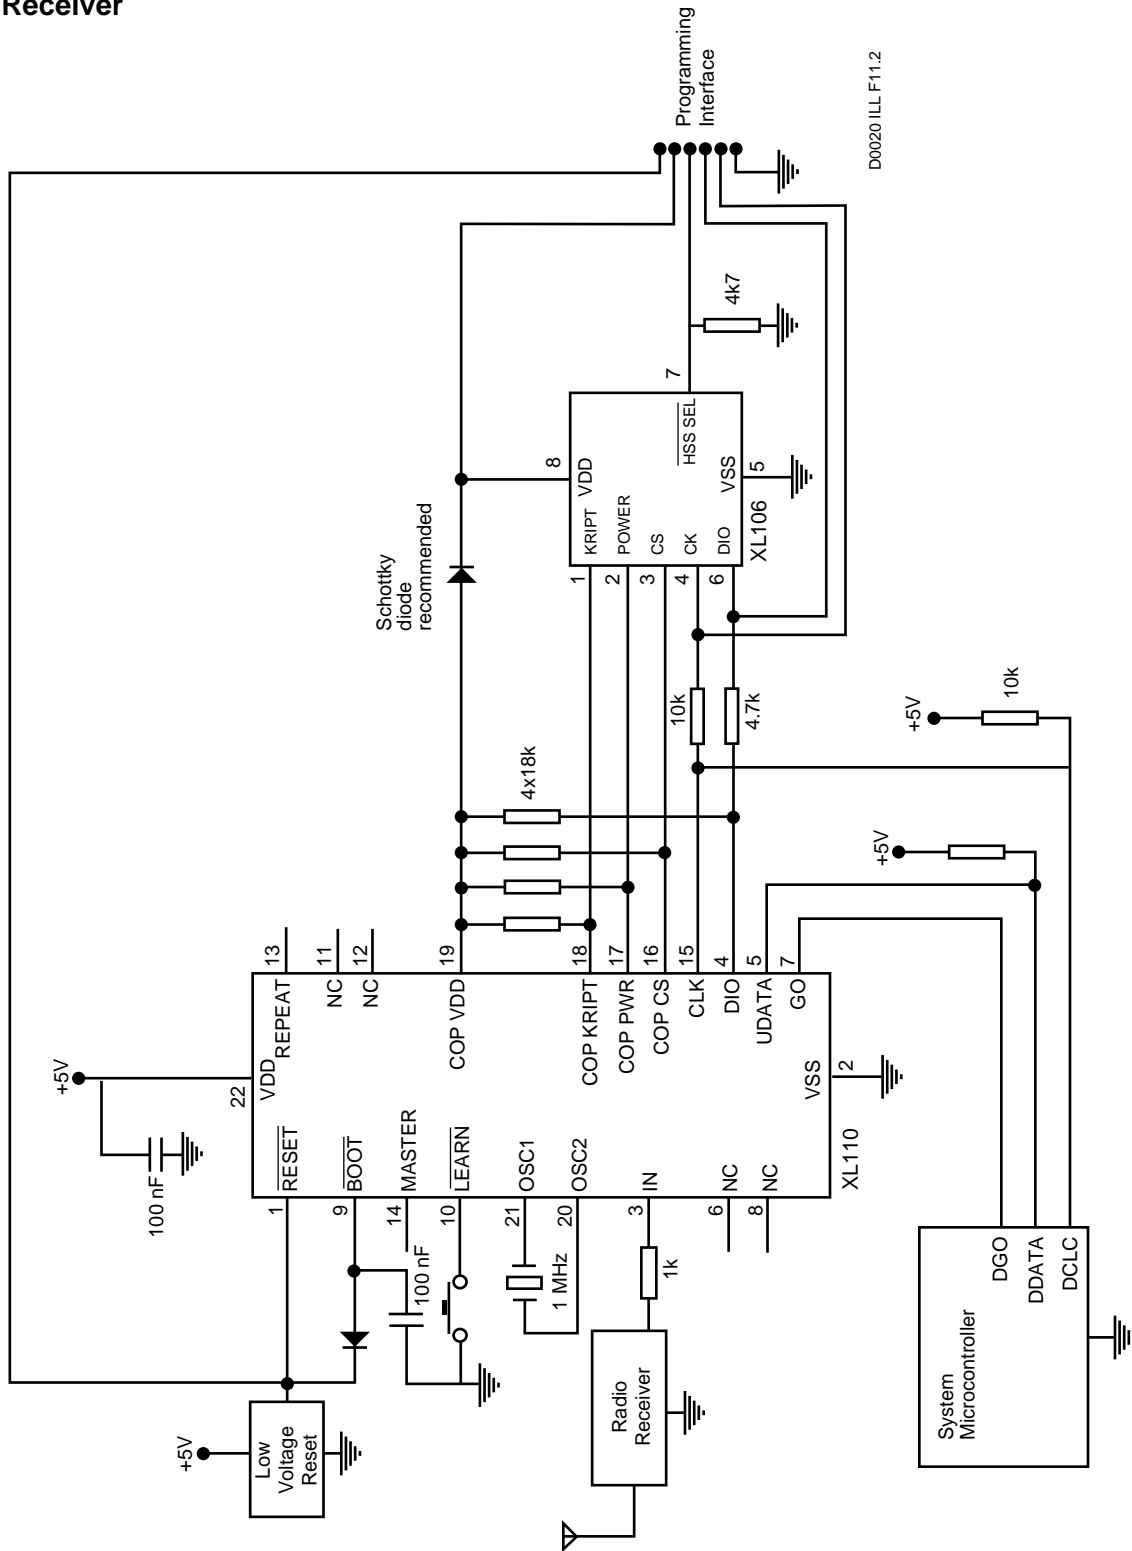 Receiver
Programming
Interface
D0020 ILL F11.2
4k7
7
HSS SEL
8
VDD
VSS
5
KRIPT
POWER
CS
CK
DIO
XL106
1
2
3
4
6
Schottky
diode
recommended
10k
4.7k
+5V
10k
4x18k
+5V
13
11
12
19
18
17
16
15
4
5
7
REPEAT
NC
NC
COP VDD
COP KRIPT
COP PWR
COP CS
CLK
DIO
UDATA
GO
+5V
22
VDD
VSS
2
100 nF
RESET
BOOT
MASTER
LEARN
OSC1
OSC2
IN
NC
NC
XL110
1
9
14
10
21
20
3
6
8
100 nF
1 MHz
1k
DGO
DDATA
DCLC
System
Microcontroller
Radio
Receiver
+5V
Low
Voltage
Reset